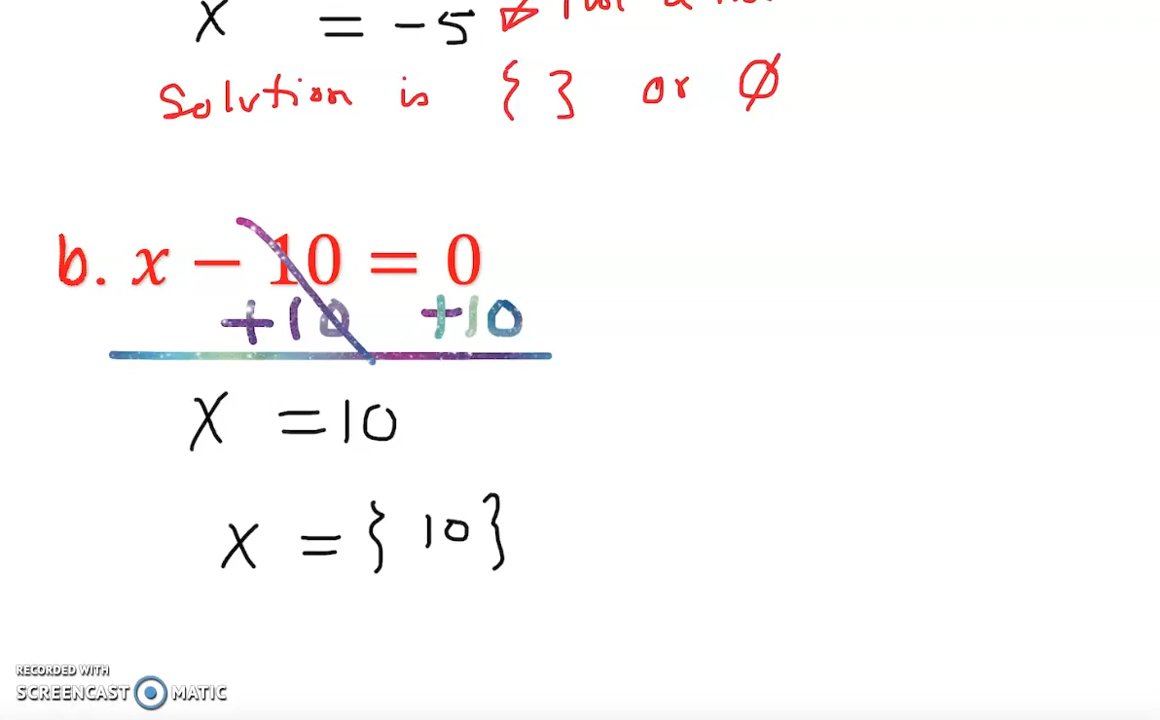 x = -5
Solution is { } or ∅
b. x - 10 = 0
+10 +10
x = 10
x = { 10 }
RECORDED WITH
SCREENCAST MATIC